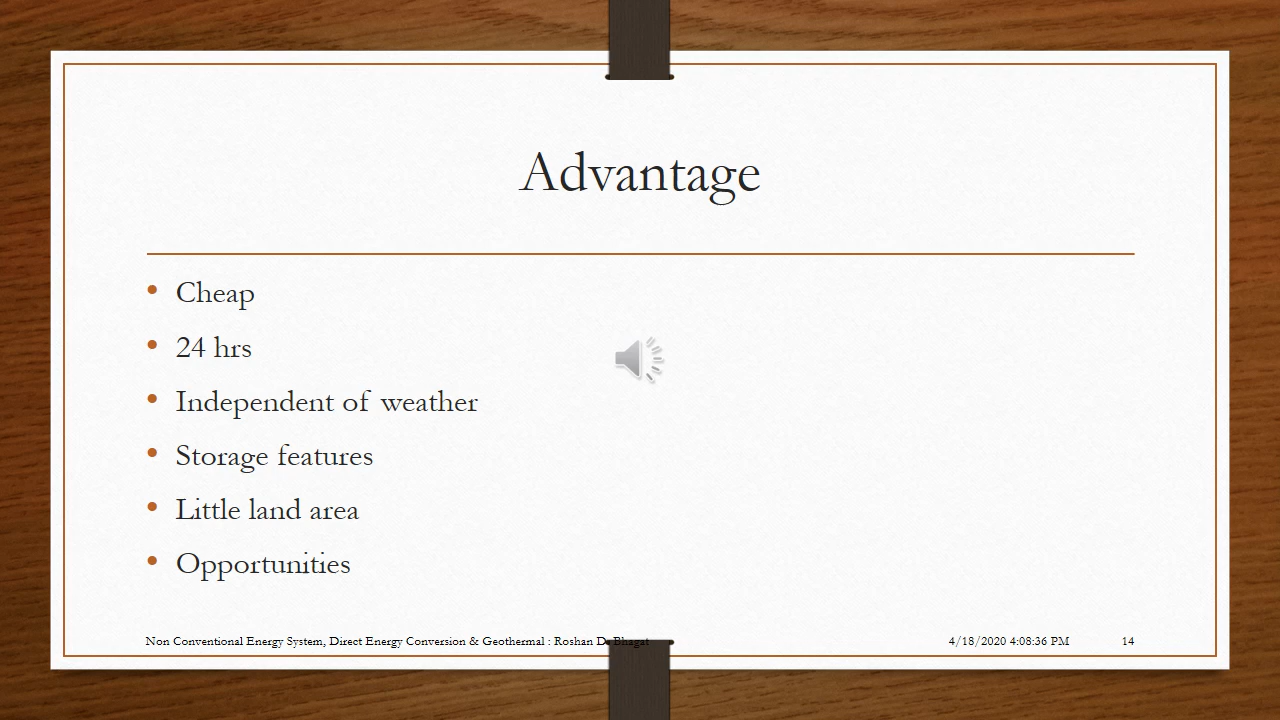 Advantage
• Cheap
• 24 hrs
• Independent of weather
• Storage features
• Little land area
• Opportunities
Non Conventional Energy System, Direct Energy Conversion & Geothermal : Roshan D. Bhagat
4/18/2020 4:08:36 PM
14